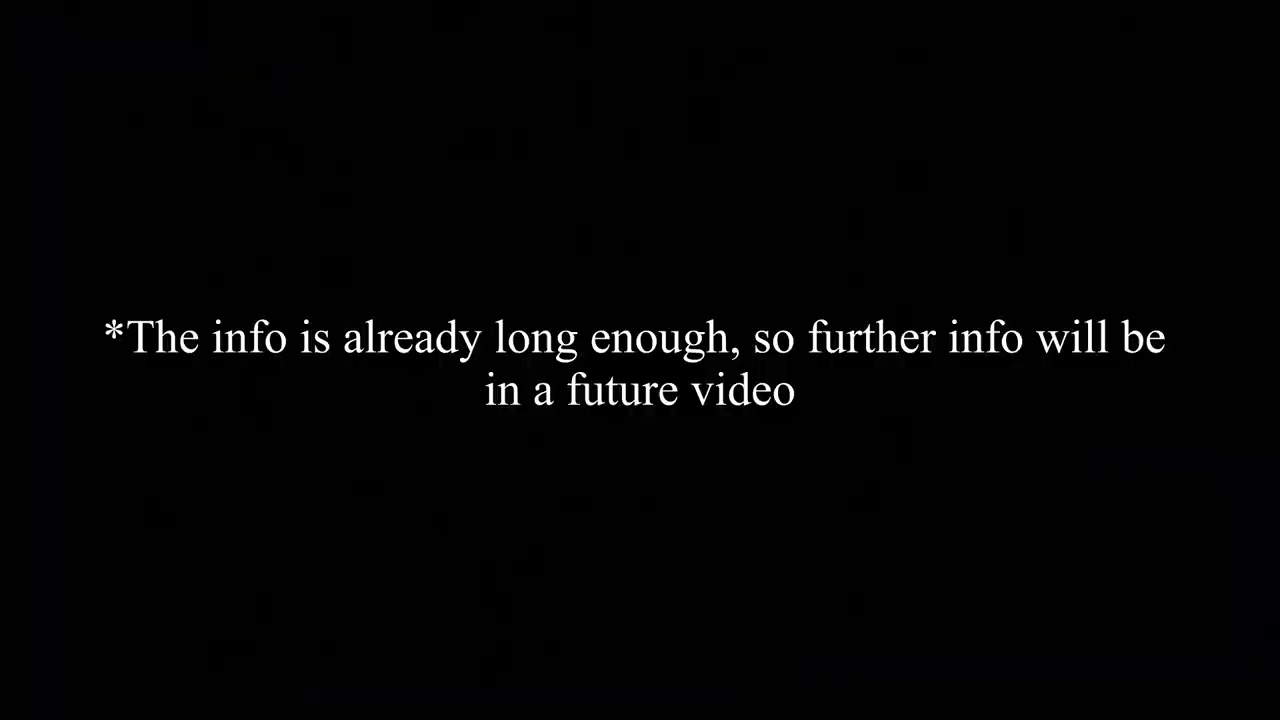 *The info is already long enough, so further info will be
in a future video